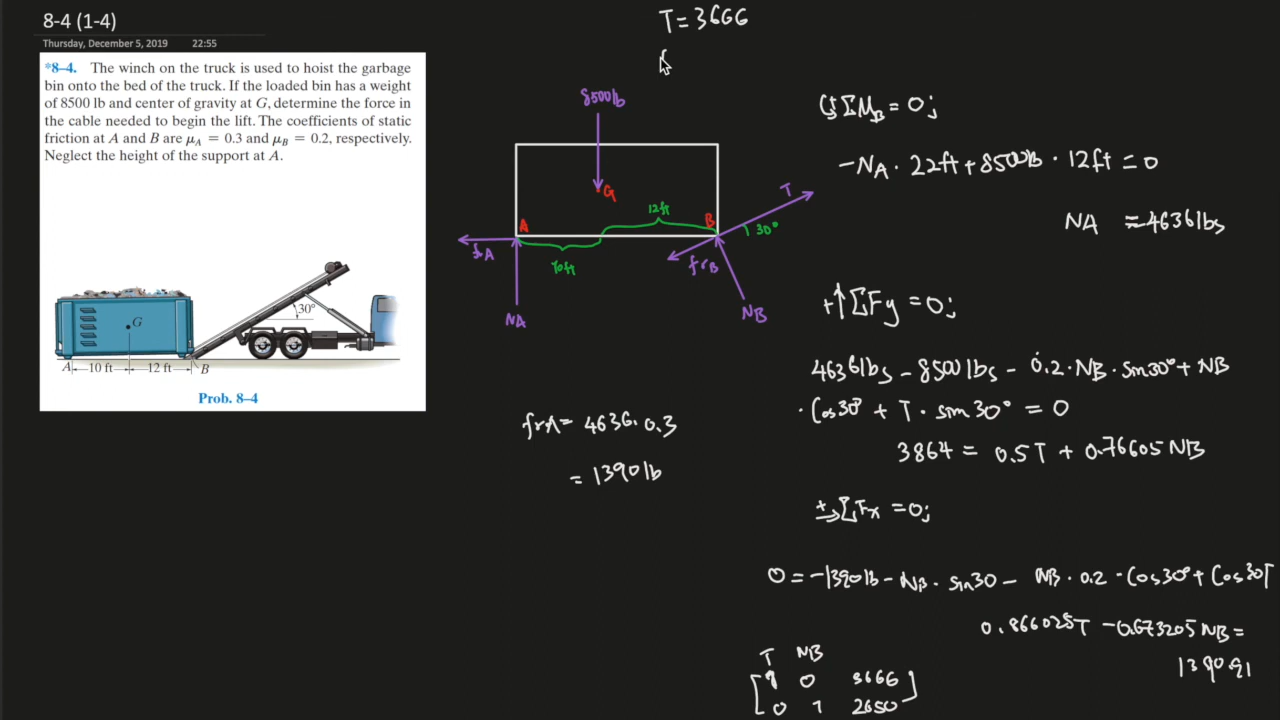 8-4 (1-4)
Thursday, December 5, 2019 22:55
*8–4. The winch on the truck is used to hoist the garbage
bin onto the bed of the truck. If the loaded bin has a weight
of 8500 lb and center of gravity at G, determine the force in
the cable needed to begin the lift. The coefficients of static
friction at A and B are μA = 0.3 and μB = 0.2, respectively.
Neglect the height of the support at A.
G
30°
A 10 ft 12 ft B
Prob. 8–4
T = 3666
8500lb
G
12ft
A
B
T
30°
frA
10ft
frB
NA
NB
frA = 4636 · 0.3
= 1390lb
↺+ ΣMB = 0;
-NA · 22ft + 8500lB · 12ft = 0
NA = 4636lbs
+↑ ΣFy = 0;
4636lbs - 8500lbs - 0.2 · NB · sin30° + NB
· Cos30° + T · sin30° = 0
3864 = 0.5T + 0.76605NB
+→ ΣFx = 0;
0 = -1390lb - NB · sin30 - NB · 0.2 · Cos30° + Cos30T
0.866025T - 0.673205NB =
1390.91
T NB
1 0 3666
0 1 2650